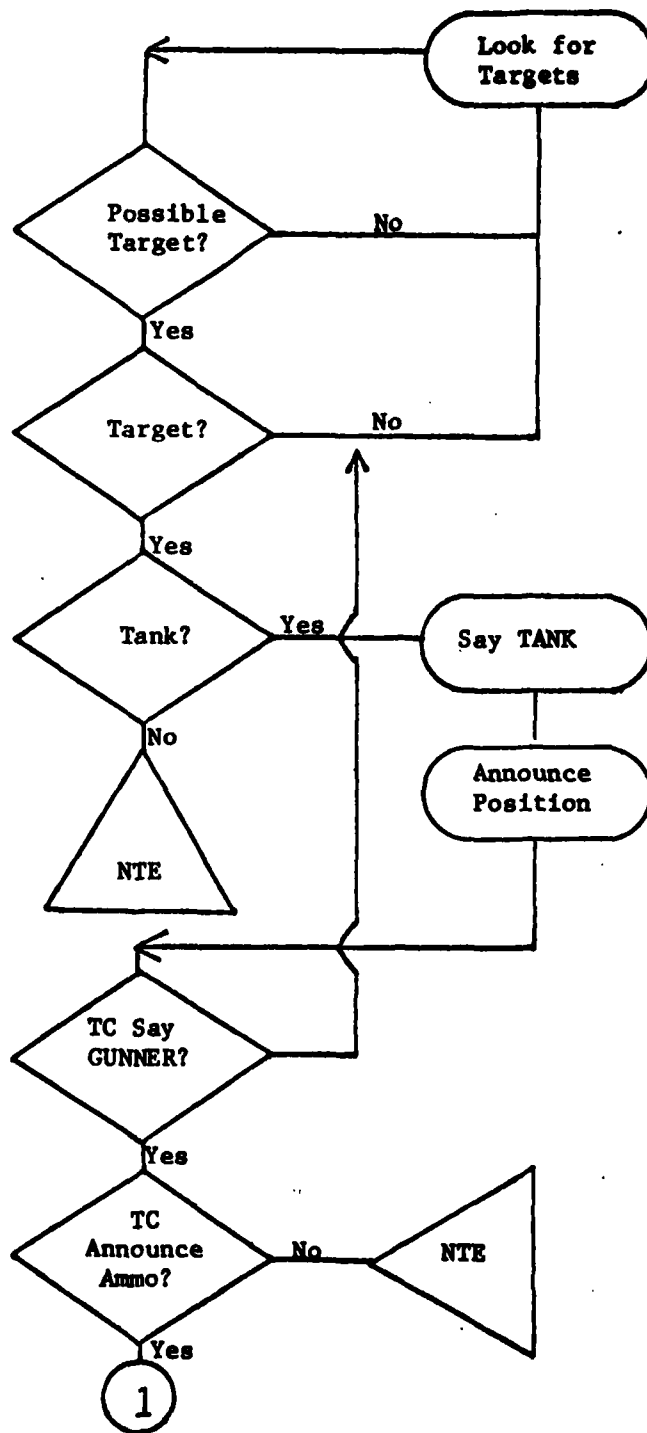 Look for
Targets
Possible
Target?
No
Yes
Target?
No
Yes
Tank?
Yes
Say TANK
No
Announce
Position
NTE
TC Say
GUNNER?
Yes
TC
Announce
Ammo?
No
NTE
Yes
1